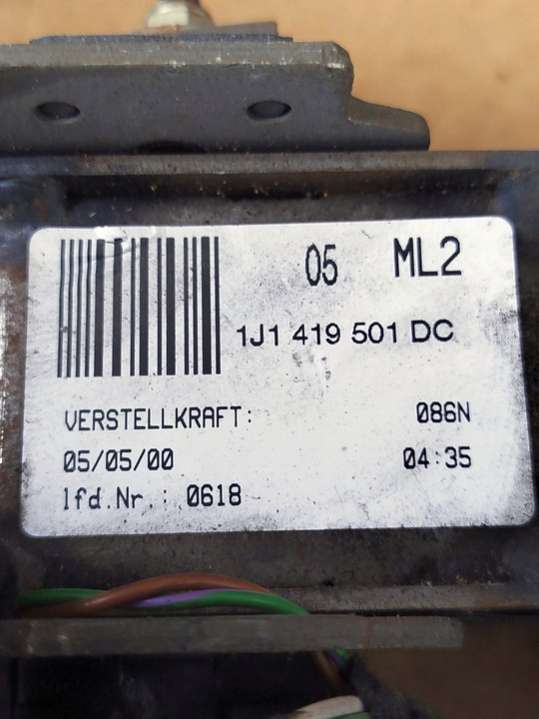 05 ML2
1J1 419 501 DC
VERSTELLKRAFT: 086N
05/05/00 04:35
lfd.Nr.: 0618